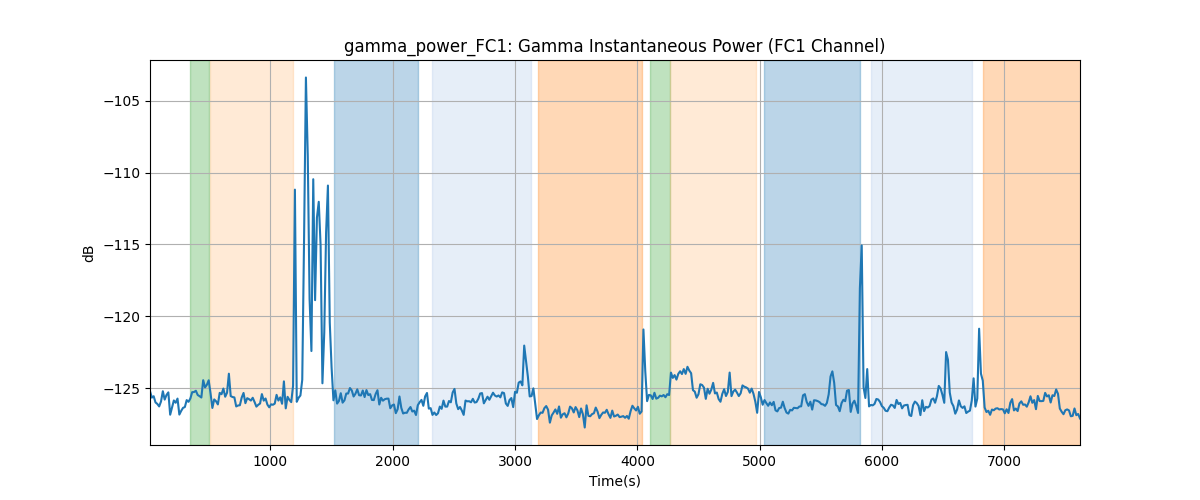 gamma_power_FC1: Gamma Instantaneous Power (FC1 Channel)
−105
−110
−115
−120
−125
dB
1000 2000 3000 4000 5000 6000 7000
Time(s)